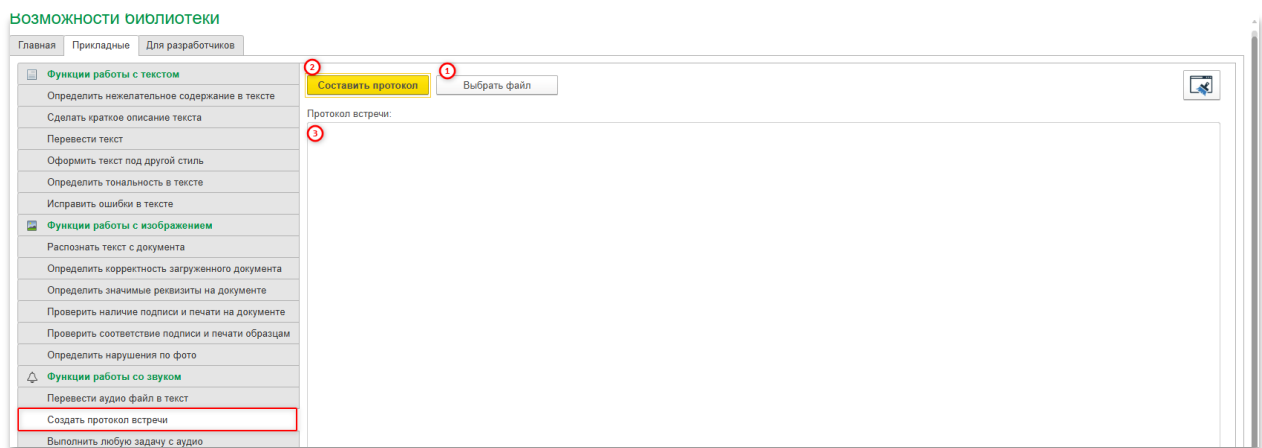 Возможности библиотеки
Главная Прикладные Для разработчиков
Функции работы с текстом
Определить нежелательное содержание в тексте
Сделать краткое описание текста
Перевести текст
Оформить текст под другой стиль
Определить тональность в тексте
Исправить ошибки в тексте
Функции работы с изображением
Распознать текст с документа
Определить корректность загруженного документа
Определить значимые реквизиты на документе
Проверить наличие подписи и печати на документе
Проверить соответствие подписи и печати образцам
Определить нарушения по фото
Функции работы со звуком
Перевести аудио файл в текст
Создать протокол встречи
Выполнить любую задачу с аудио
2 1
Составить протокол Выбрать файл
Протокол встречи:
3